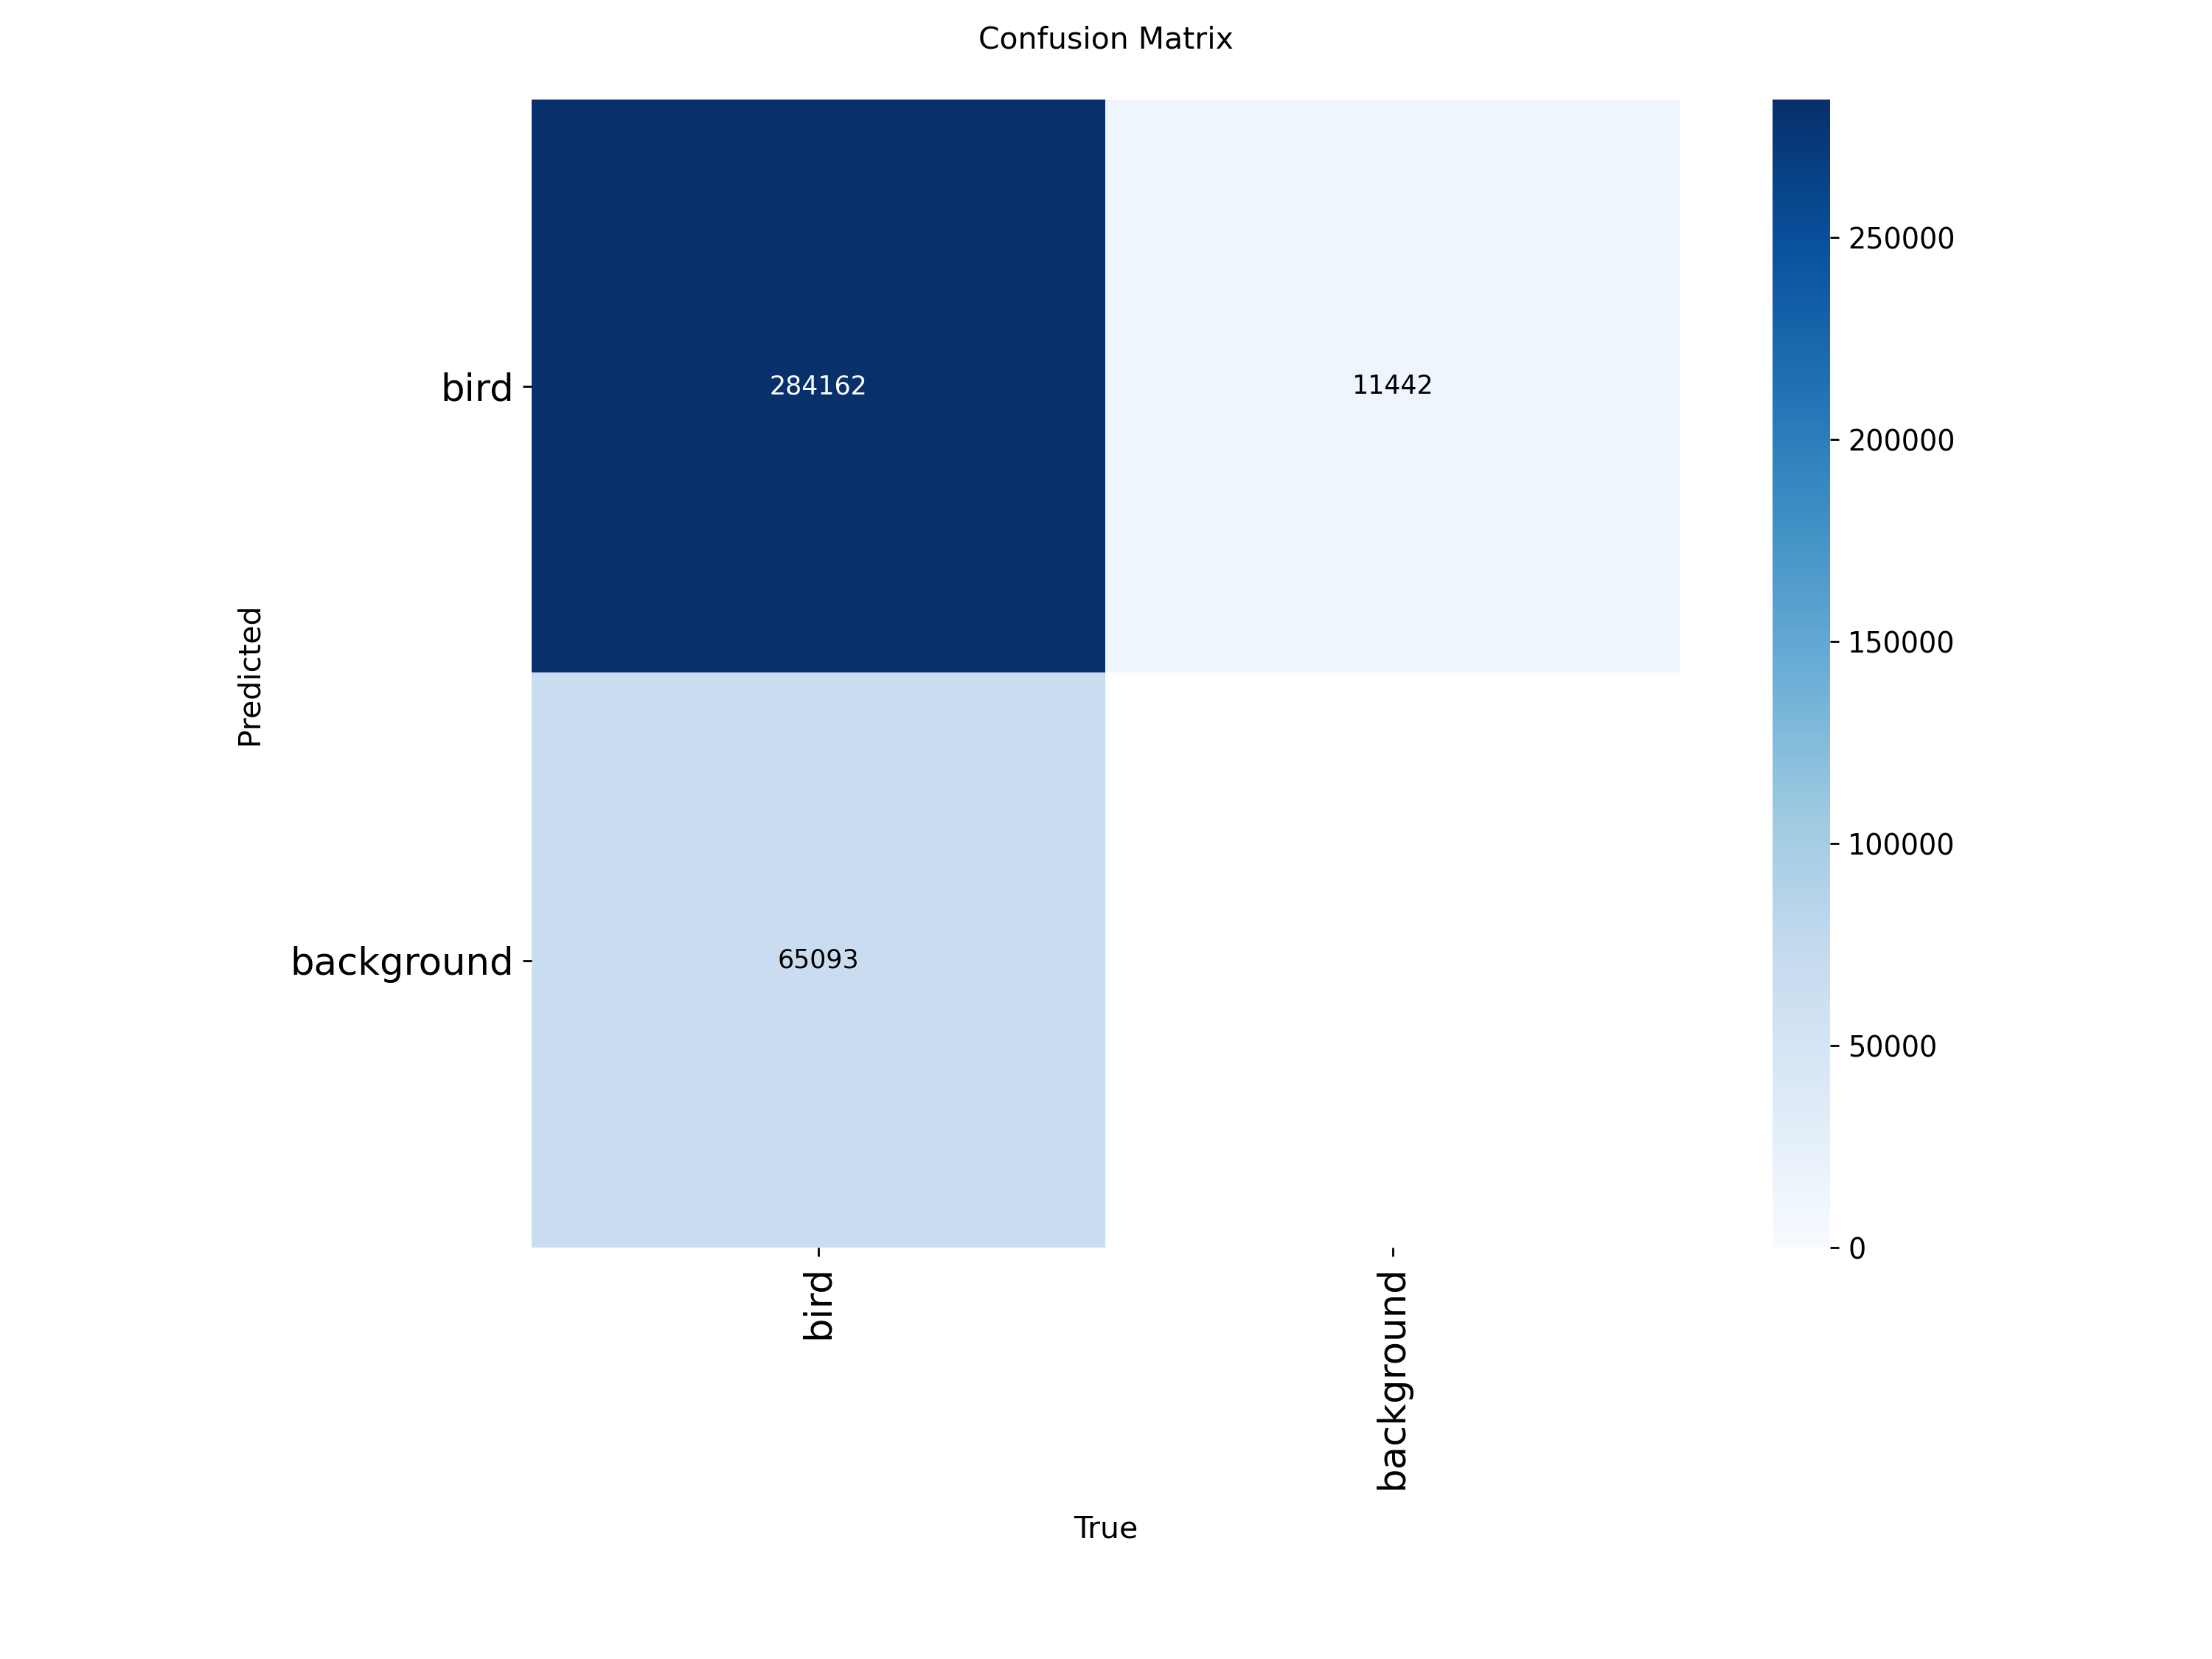 Confusion Matrix
bird
284162
11442
250000
200000
150000
100000
50000
0
Predicted
background
65093
bird
background
True